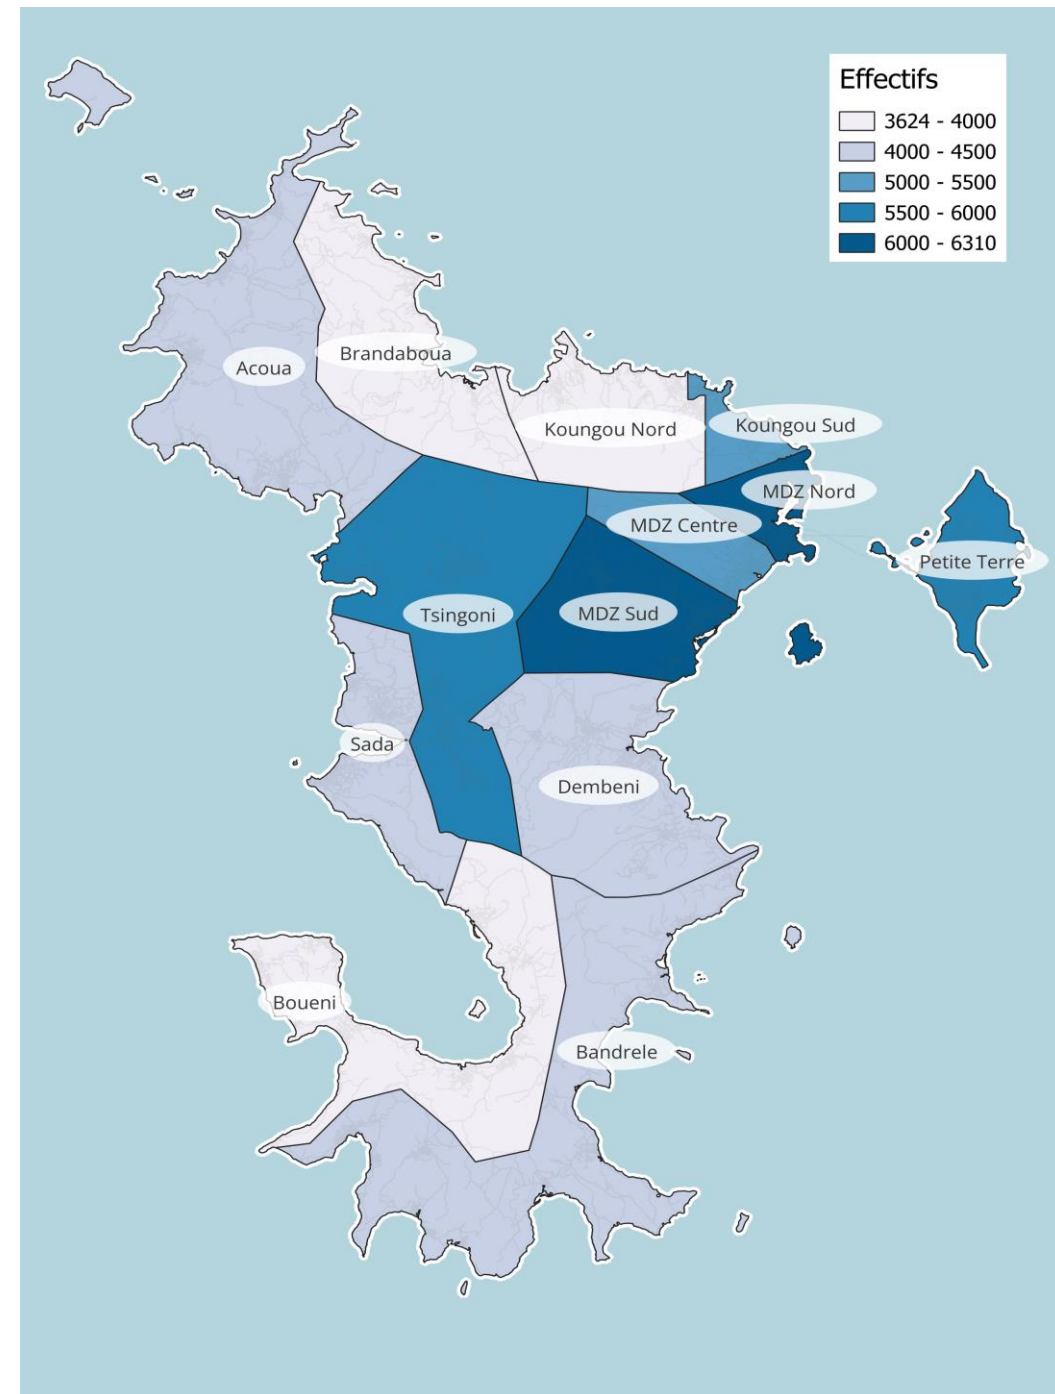 Effectifs
3624 - 4000
4000 - 4500
5000 - 5500
5500 - 6000
6000 - 6310
Brandaboua
Acoua
Koungou Nord
Koungou Sud
MDZ Nord
MDZ Centre
Petite Terre
Tsingoni
MDZ Sud
Sada
Dembeni
Boueni
Bandrele